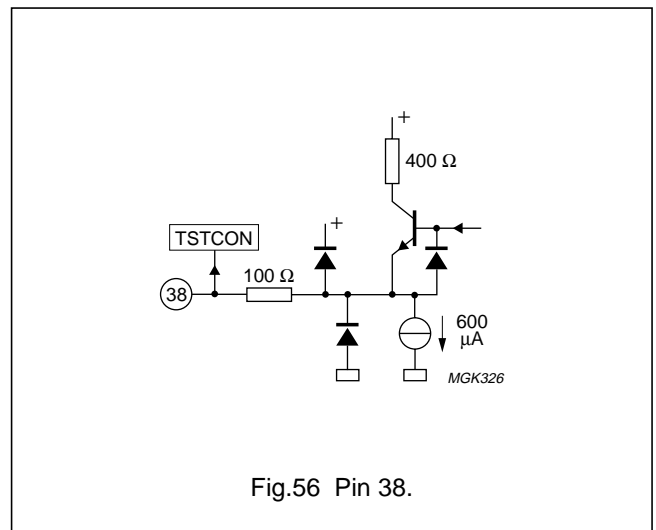 +
400 Ω
+
TSTCON
100 Ω
38
600
µA
MGK326
Fig.56 Pin 38.